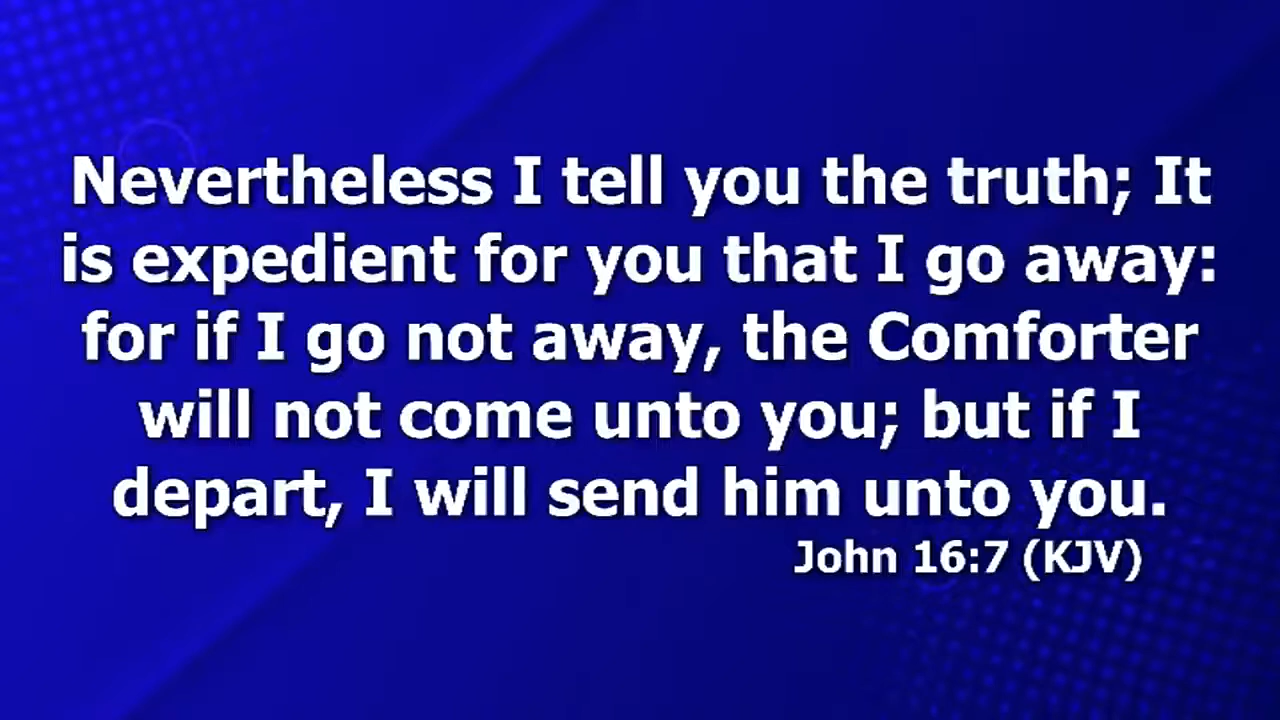 Nevertheless I tell you the truth; It
is expedient for you that I go away:
for if I go not away, the Comforter
will not come unto you; but if I
depart, I will send him unto you.
John 16:7 (KJV)